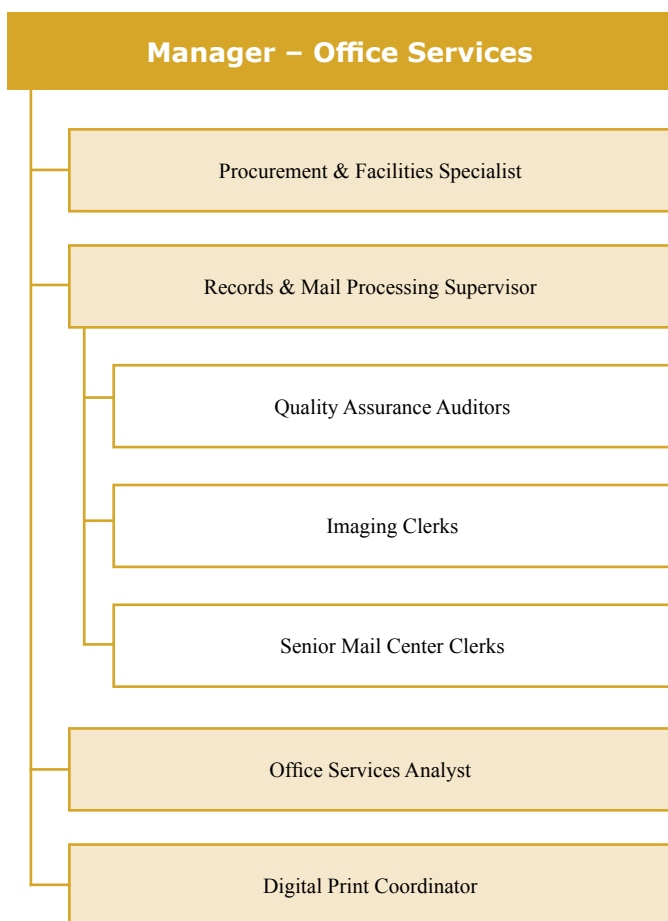 Manager – Office Services
Procurement & Facilities Specialist
Records & Mail Processing Supervisor
Quality Assurance Auditors
Imaging Clerks
Senior Mail Center Clerks
Office Services Analyst
Digital Print Coordinator